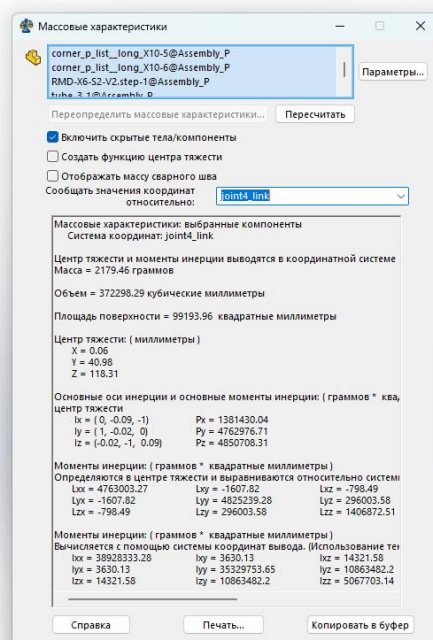 Массовые характеристики
corner_p_list__long_X10-5@Assembly_P
corner_p_list__long_X10-6@Assembly_P
RMD-X6-S2-V2.step-1@Assembly_P
tube_3-1@Assembly_P
Параметры...
Переопределить массовые характеристики...
Пересчитать
Включить скрытые тела/компоненты
Создать функцию центра тяжести
Отображать массу сварного шва
Сообщать значения координат относительно:
joint4_link
Массовые характеристики: выбранные компоненты
Система координат: joint4_link
Центр тяжести и моменты инерции выводятся в координатной системе
Масса = 2179.46 граммов
Объем = 372298.29 кубические миллиметры
Площадь поверхности = 99193.96 квадратные миллиметры
Центр тяжести: ( миллиметры )
X = 0.06
Y = 40.98
Z = 118.31
Основные оси инерции и основные моменты инерции: ( граммов * ква
центр тяжести
Ix = ( 0, -0.09, -1) Px = 1381430.04
Iy = ( 1, -0.02, 0) Py = 4762976.71
Iz = (-0.02, -1, 0.09) Pz = 4850708.31
Моменты инерции: ( граммов * квадратные миллиметры )
Определяются в центре тяжести и выравниваются относительно систем
Lxx = 4763003.27 Lxy = -1607.82 Lxz = -798.49
Lyx = -1607.82 Lyy = 4825239.28 Lyz = 296003.58
Lzx = -798.49 Lzy = 296003.58 Lzz = 1406872.51
Моменты инерции: ( граммов * квадратные миллиметры )
Вычисляется с помощью системы координат вывода. (Использование тен
Ixx = 38928333.28 Ixy = 3630.13 Ixz = 14321.58
Iyx = 3630.13 Iyy = 35329753.65 Iyz = 10863482.2
Izx = 14321.58 Izy = 10863482.2 Izz = 5067703.14
Справка
Печать...
Копировать в буфер